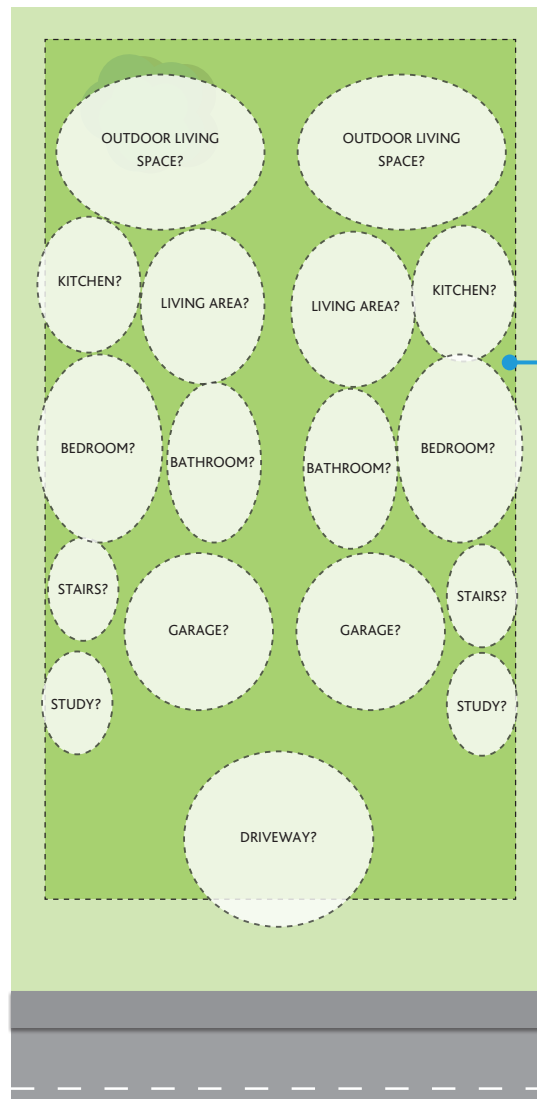 OUTDOOR LIVING
SPACE?
OUTDOOR LIVING
SPACE?
KITCHEN?
LIVING AREA?
LIVING AREA?
KITCHEN?
BEDROOM?
BATHROOM?
BATHROOM?
BEDROOM?
STAIRS?
GARAGE?
GARAGE?
STAIRS?
STUDY?
STUDY?
DRIVEWAY?